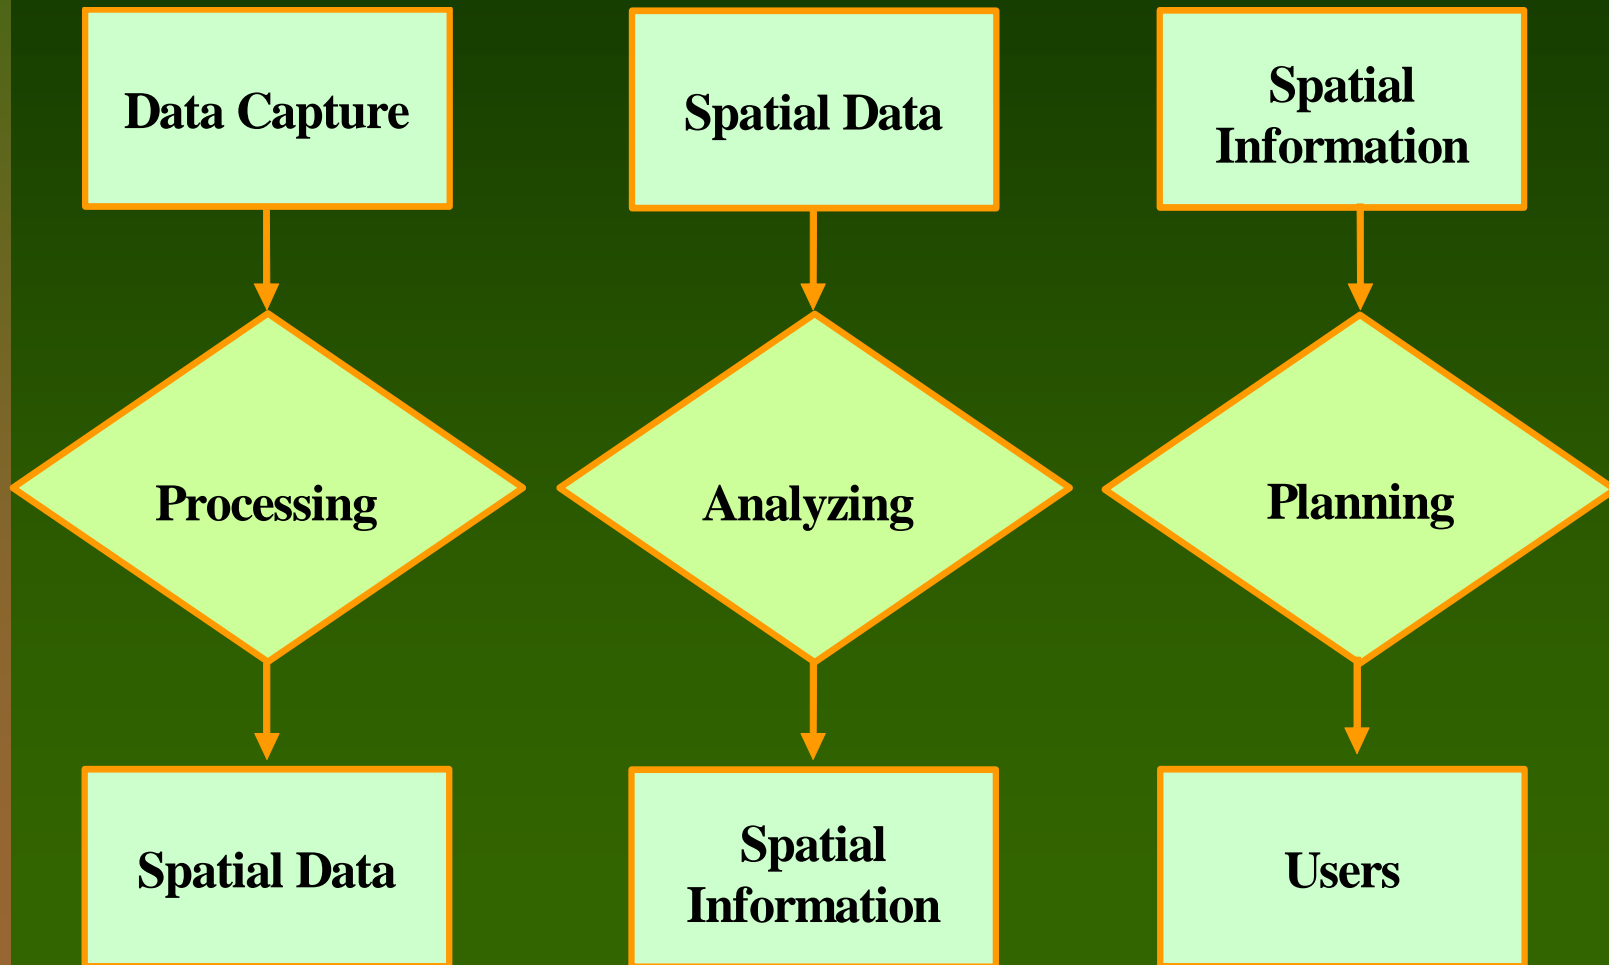 Data Capture
Processing
Spatial Data
Spatial Data
Analyzing
Spatial
Information
Spatial
Information
Planning
Users